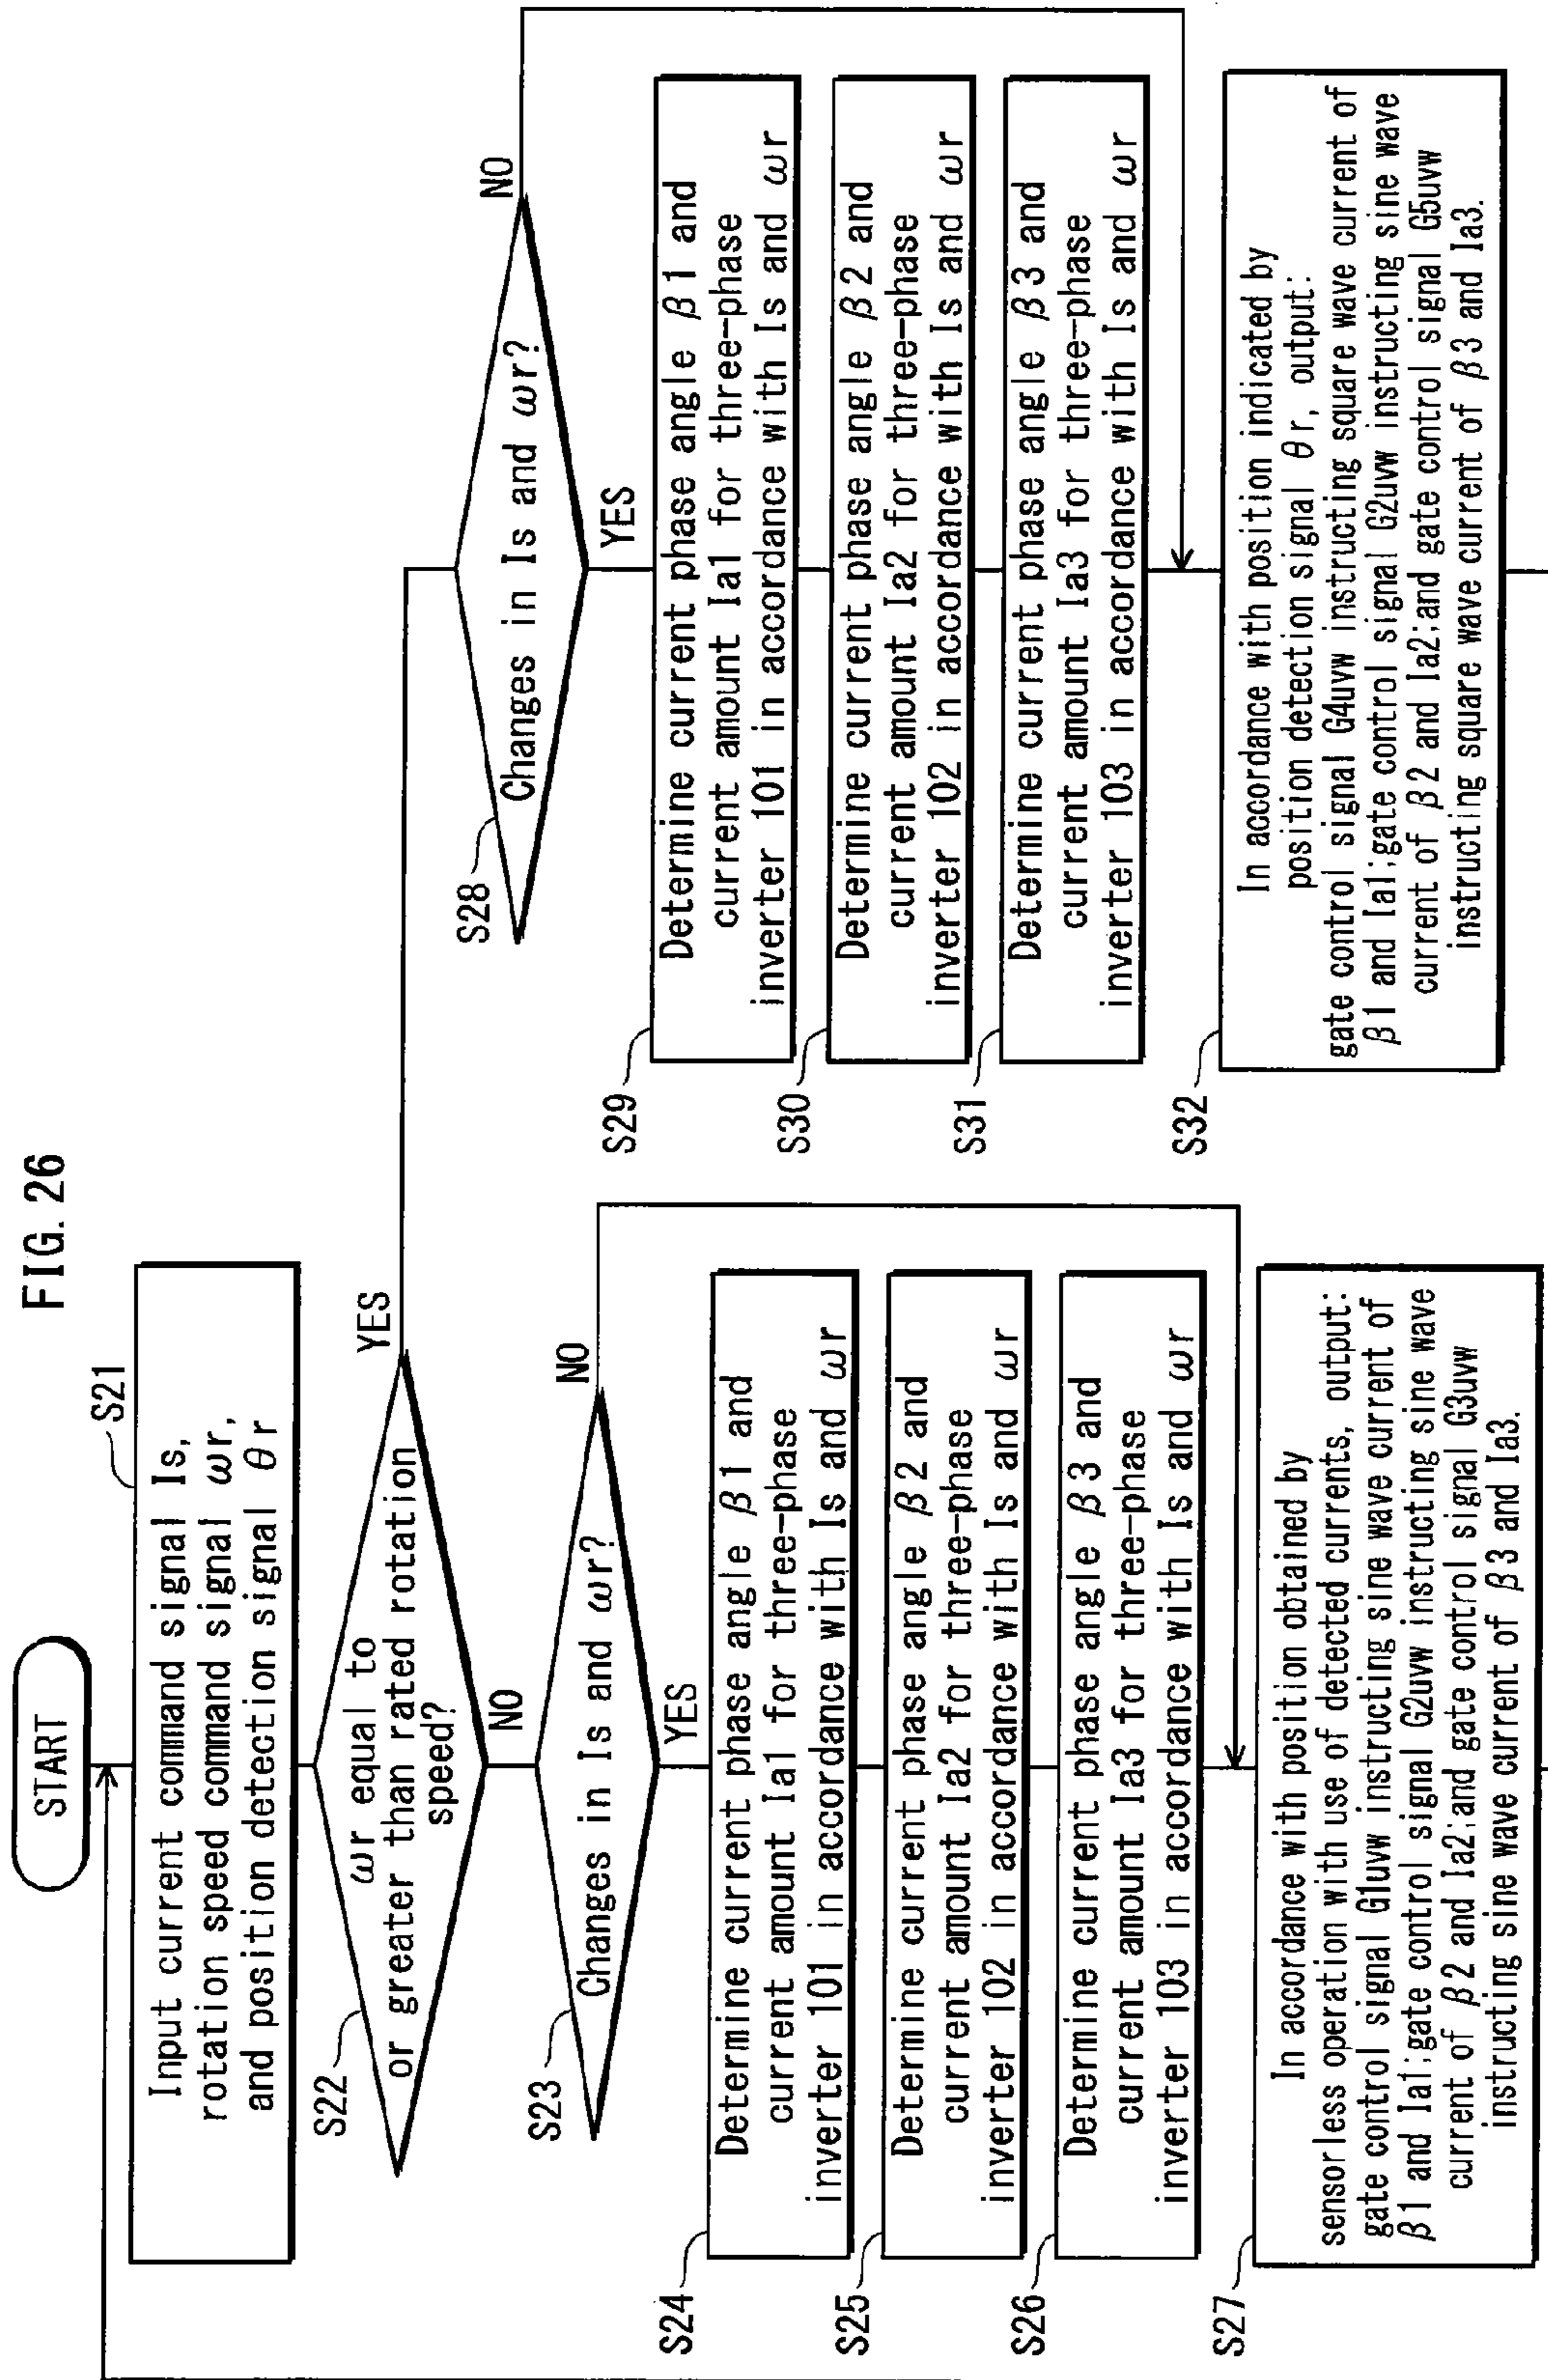 FIG. 26
START
S21
Input current command signal Is,
rotation speed command signal ωr,
and position detection signal θr
S22
ωr equal to
or greater than rated rotation
speed?
YES
NO
S23
Changes in Is and ωr?
NO
YES
S24
Determine current phase angle β1 and
current amount Ia1 for three-phase
inverter 101 in accordance with Is and ωr
S25
Determine current phase angle β2 and
current amount Ia2 for three-phase
inverter 102 in accordance with Is and ωr
S26
Determine current phase angle β3 and
current amount Ia3 for three-phase
inverter 103 in accordance with Is and ωr
S27
In accordance with position obtained by
sensorless operation with use of detected currents, output:
gate control signal G1uvw instructing sine wave current of
β1 and Ia1;gate control signal G2uvw instructing sine wave
current of β2 and Ia2;and gate control signal G3uvw
instructing sine wave current of β3 and Ia3.
S28
Changes in Is and ωr?
NO
YES
S29
Determine current phase angle β1 and
current amount Ia1 for three-phase
inverter 101 in accordance with Is and ωr
S30
Determine current phase angle β2 and
current amount Ia2 for three-phase
inverter 102 in accordance with Is and ωr
S31
Determine current phase angle β3 and
current amount Ia3 for three-phase
inverter 103 in accordance with Is and ωr
S32
In accordance with position indicated by
position detection signal θr, output:
gate control signal G4uvw instructing square wave current of
β1 and Ia1;gate control signal G2uvw instructing sine wave
current of β2 and Ia2;and gate control signal G5uvw
instructing square wave current of β3 and Ia3.